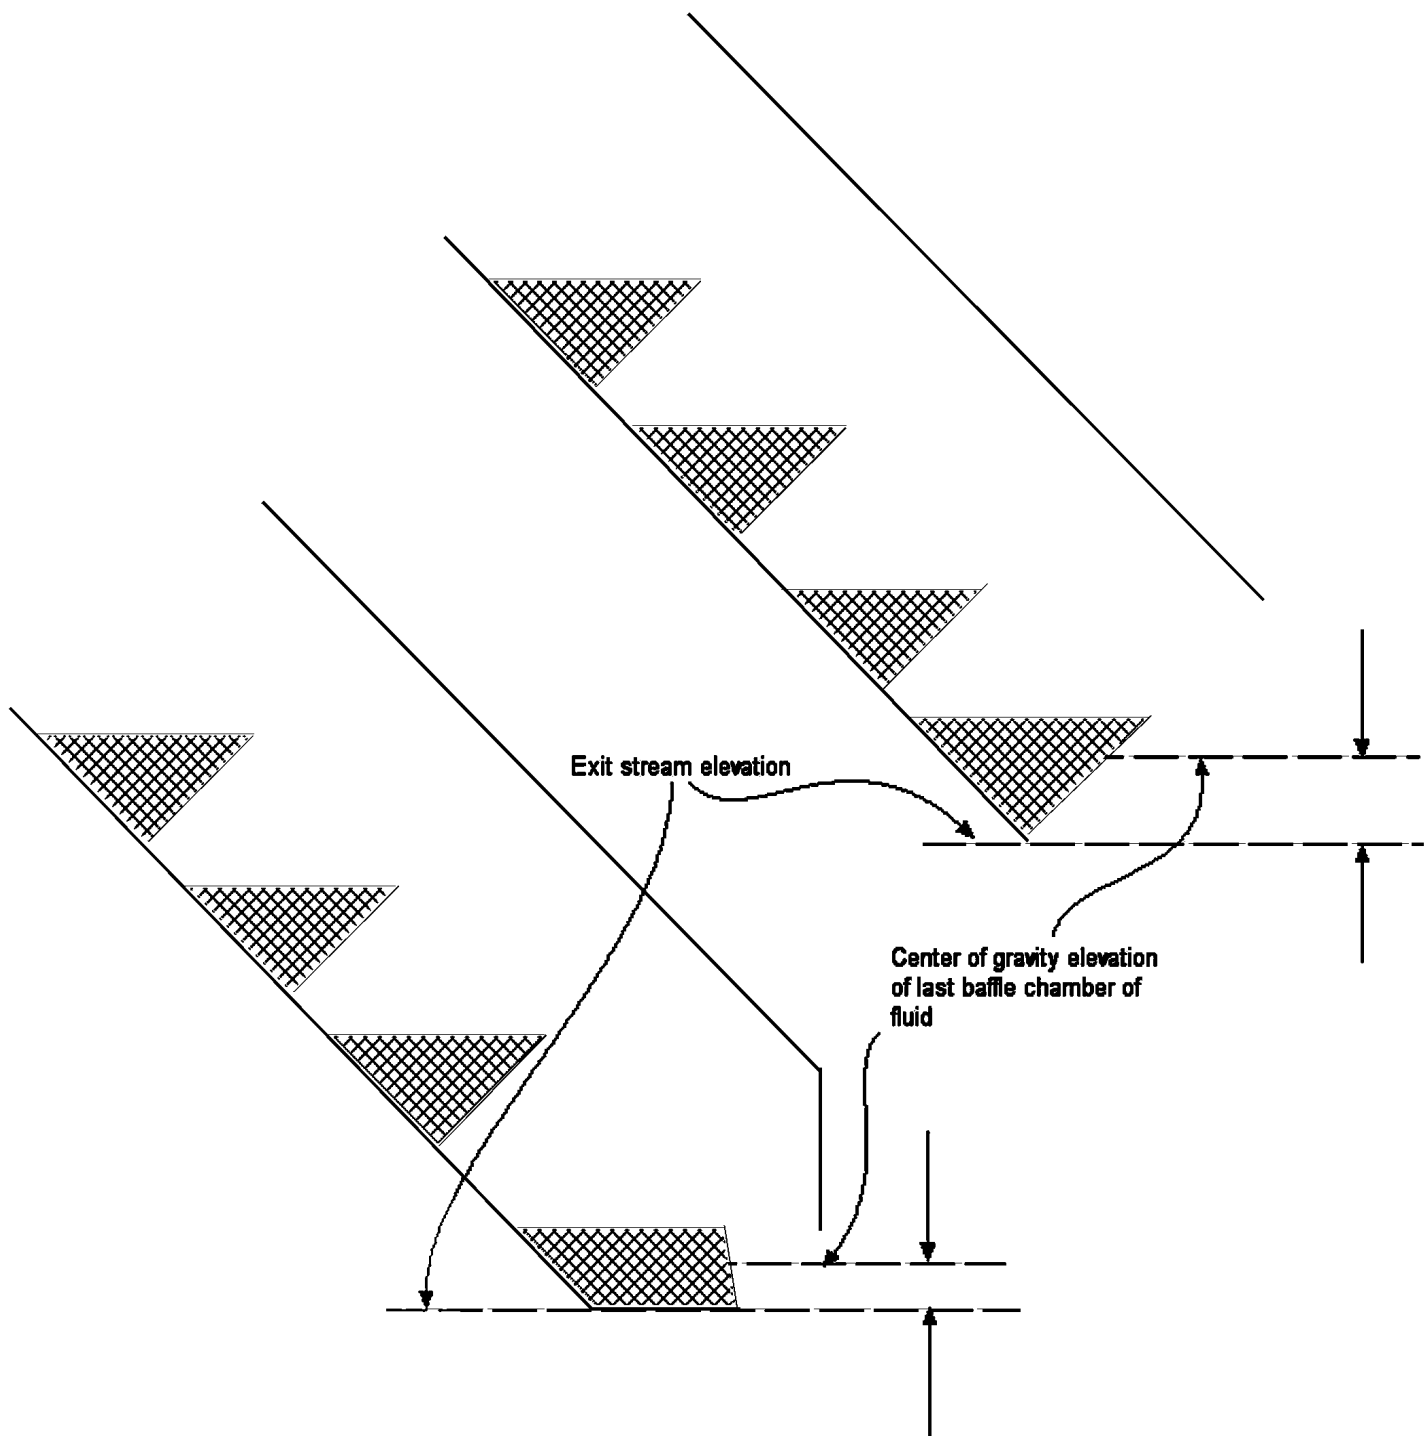 Exit stream elevation
Center of gravity elevation
of last baffle chamber of
fluid